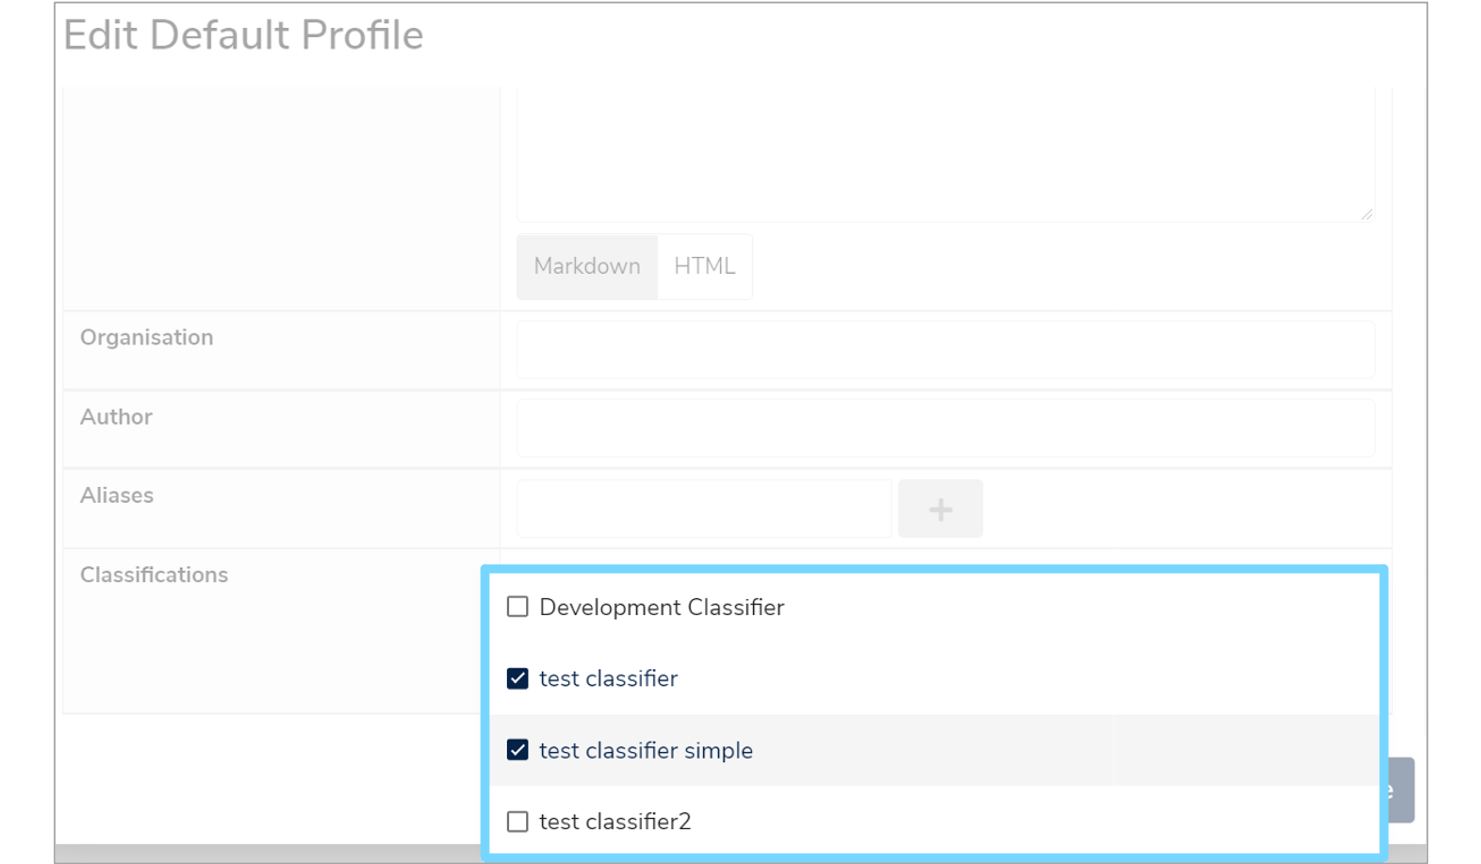 Edit Default Profile
Markdown HTML
Organisation
Author
Aliases
+
Classifications
Development Classifier
test classifier
test classifier simple
test classifier2